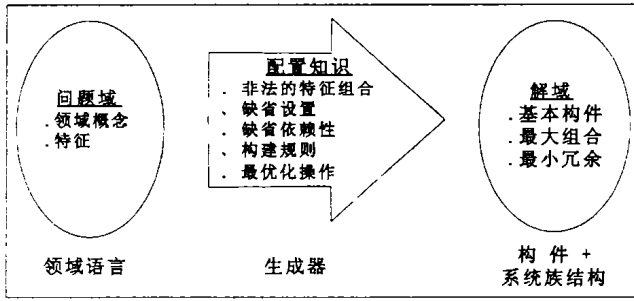 问题域
.领域概念
.特征
配置知识
. 非法的特征组合
、缺省设置
. 缺省依赖性
、构建规则
. 最优化操作
解域
.基本构件
.最大组合
.最小冗余
领域语言
生成器
构 件 +
系统族结构